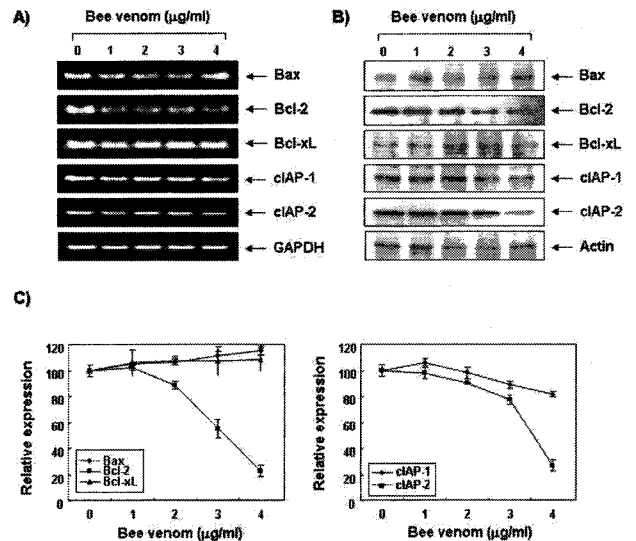 A)
Bee venom (μg/ml)
0 1 2 3 4
Bax
Bcl-2
Bcl-xL
cIAP-1
cIAP-2
GAPDH
B)
Bee venom (μg/ml)
0 1 2 3 4
Bax
Bcl-2
Bcl-xL
cIAP-1
cIAP-2
Actin
C)
Relative expression
120
100
80
60
40
20
0
Bax
Bcl-2
Bcl-xL
0 1 2 3 4
Bee venom (μg/ml)
Relative expression
120
100
80
60
40
20
0
cIAP-1
cIAP-2
0 1 2 3 4
Bee venom (μg/ml)